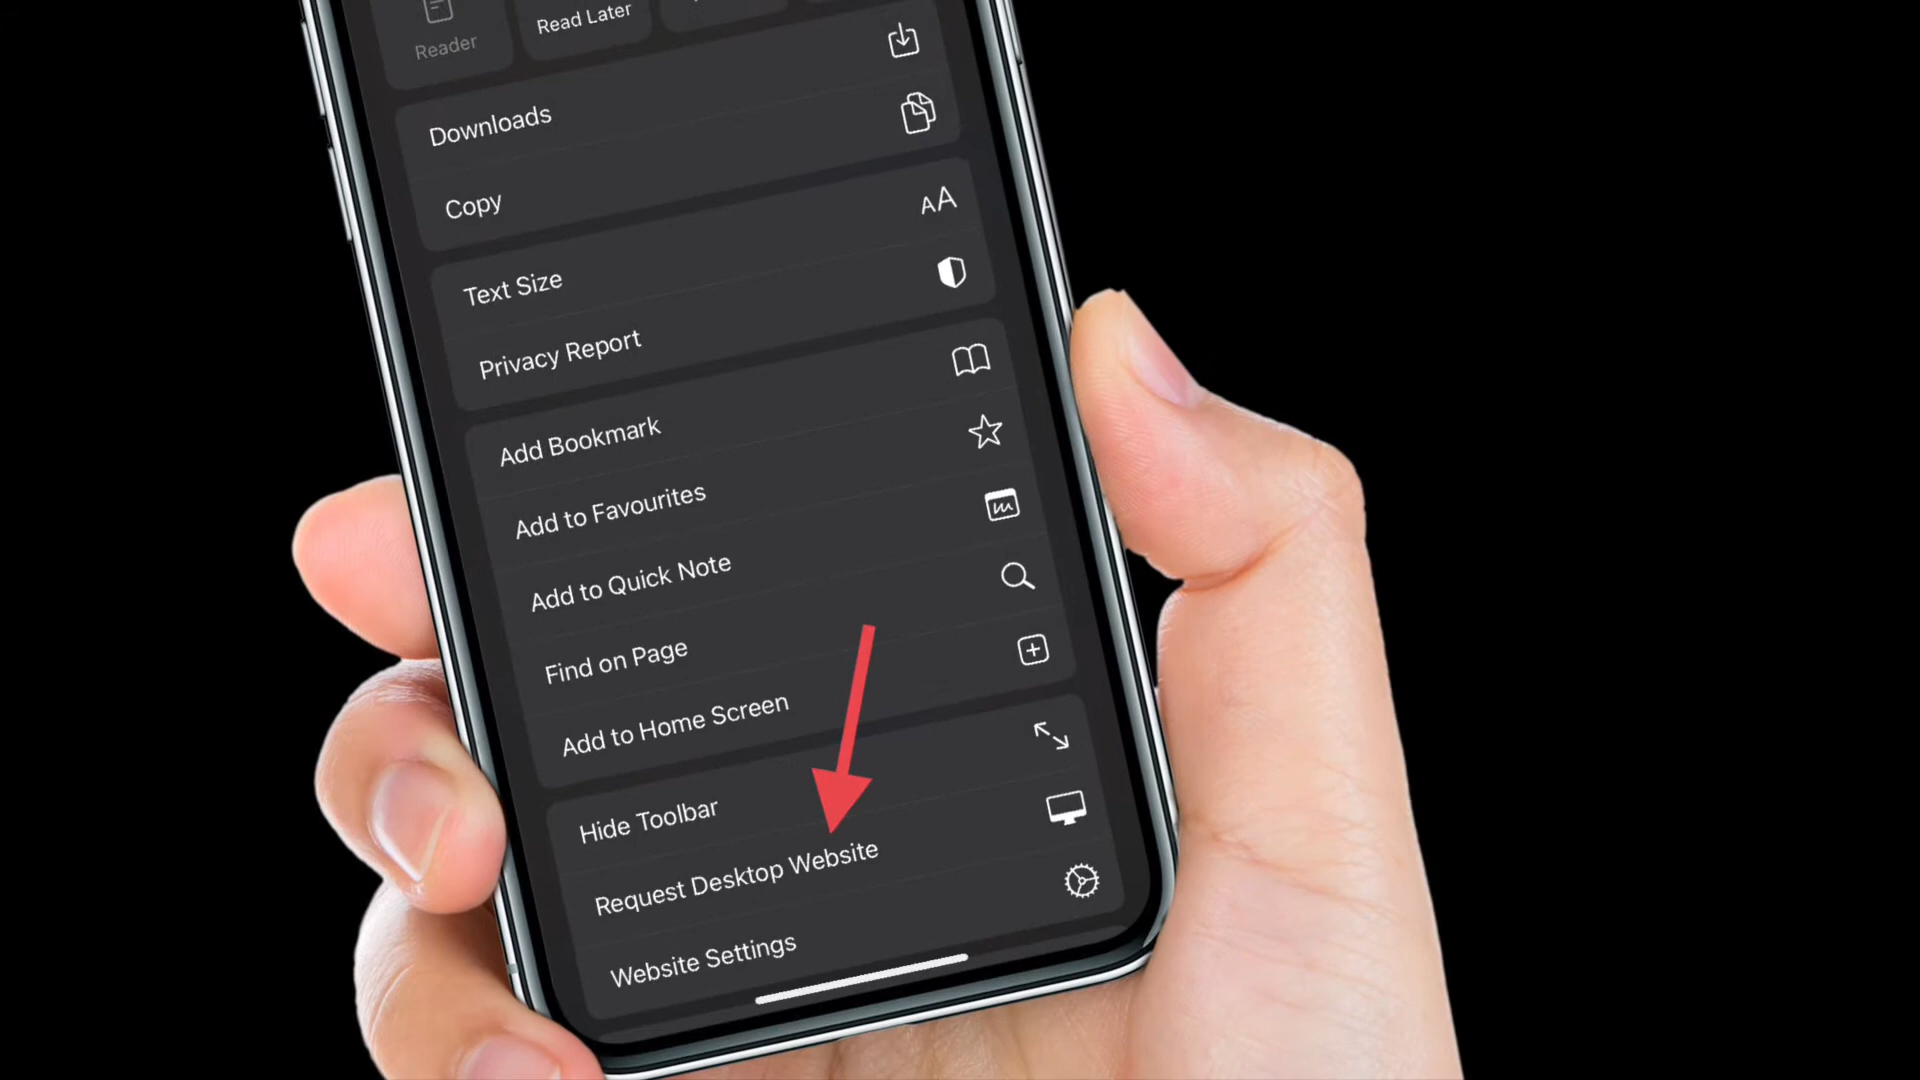 Reader
Read Later
Downloads
Copy
AA
Text Size
Privacy Report
Add Bookmark
Add to Favourites
Add to Quick Note
Find on Page
Add to Home Screen
Hide Toolbar
Request Desktop Website
Website Settings